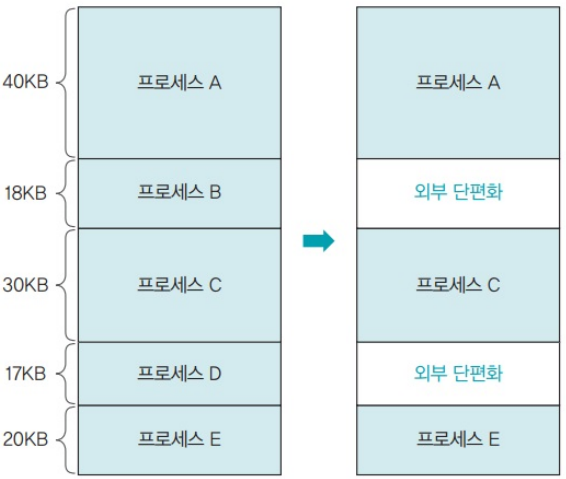 40KB
프로세스 A
프로세스 A
18KB
프로세스 B
외부 단편화
30KB
프로세스 C
프로세스 C
17KB
프로세스 D
외부 단편화
20KB
프로세스 E
프로세스 E